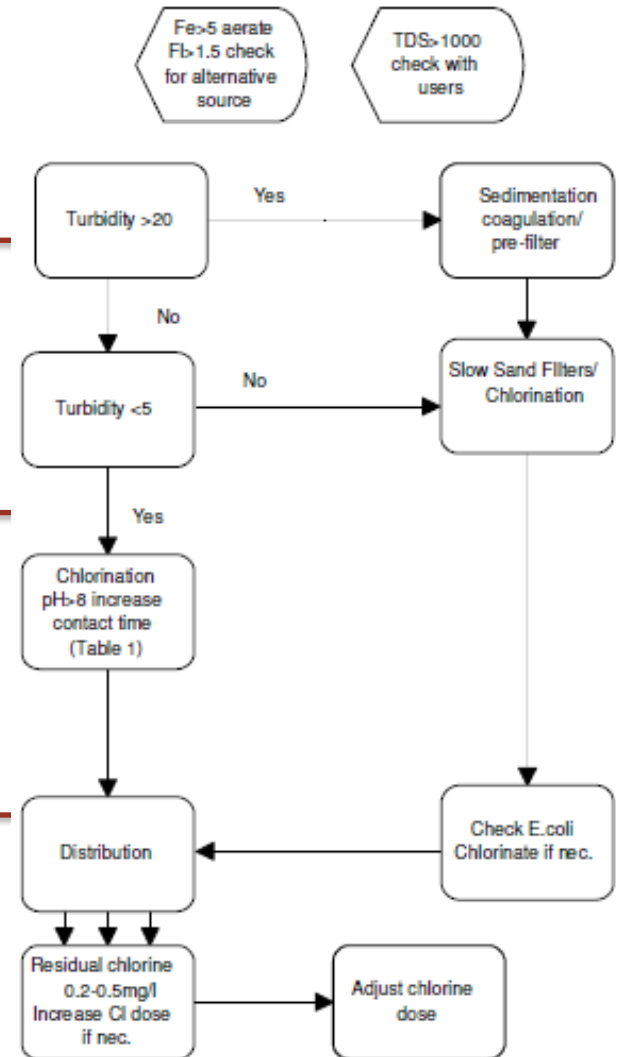 Fe>5 aerate
Fl>1.5 check
for alternative
source
TDS>1000
check with
users
Turbidity >20
Yes
Sedimentation
coagulation/
pre-filter
No
Turbidity <5
No
Slow Sand FIlters/
Chlorination
Yes
Chlorination
pH>8 increase
contact time
(Table 1)
Distribution
Check E.coli
Chlorinate if nec.
Residual chlorine
0.2-0.5mg/l
Increase Cl dose
if nec.
Adjust chlorine
dose